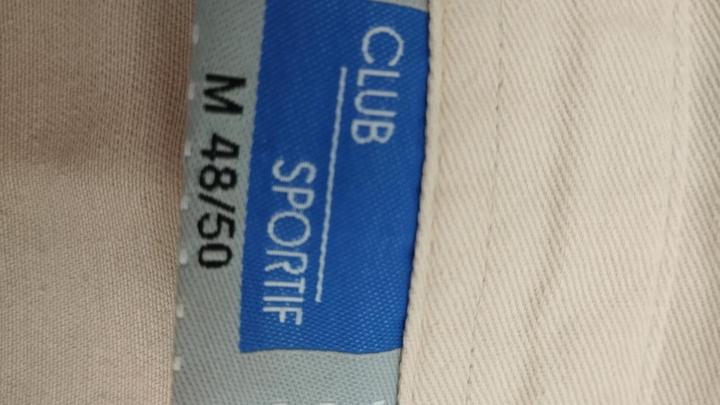 CLUB
SPORTIF
M 48/50